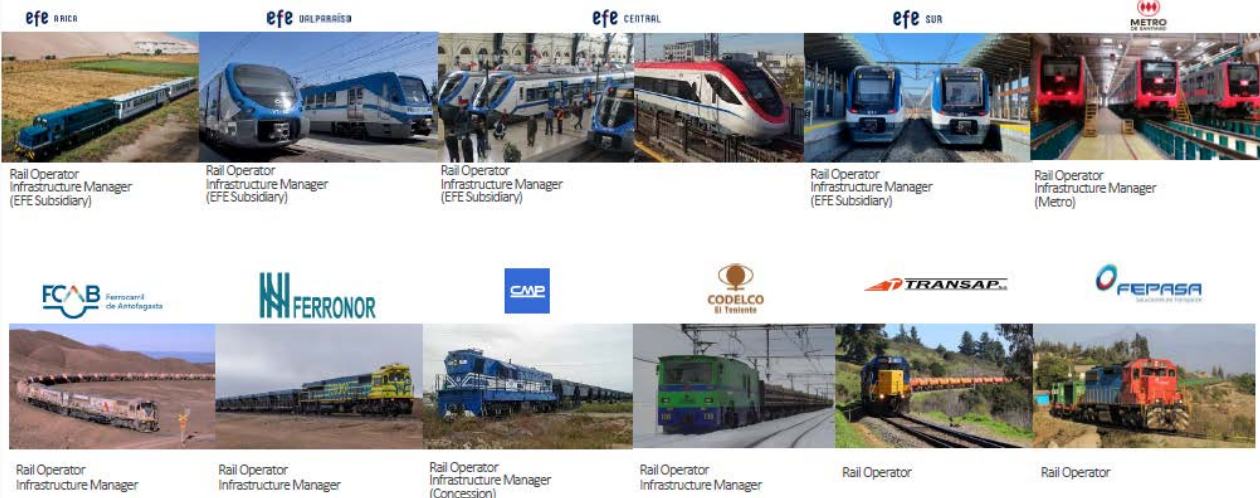 efe ARICA
efe VALPARAÍSO
efe CENTRAL
efe SUR
METRO
DE SANTIAGO
Rail Operator
Infrastructure Manager
(EFE Subsidiary)
Rail Operator
Infrastructure Manager
(EFE Subsidiary)
Rail Operator
Infrastructure Manager
(EFE Subsidiary)
Rail Operator
Infrastructure Manager
(EFE Subsidiary)
Rail Operator
Infrastructure Manager
(Metro)
FCAB
Ferrocarril
de Antofagasta
FERRONOR
CMP
CODELCO
El Teniente
TRANSAP
FEPASA
Rail Operator
Infrastructure Manager
Rail Operator
Infrastructure Manager
Rail Operator
Infrastructure Manager
(Concession)
Rail Operator
Infrastructure Manager
Rail Operator
Rail Operator